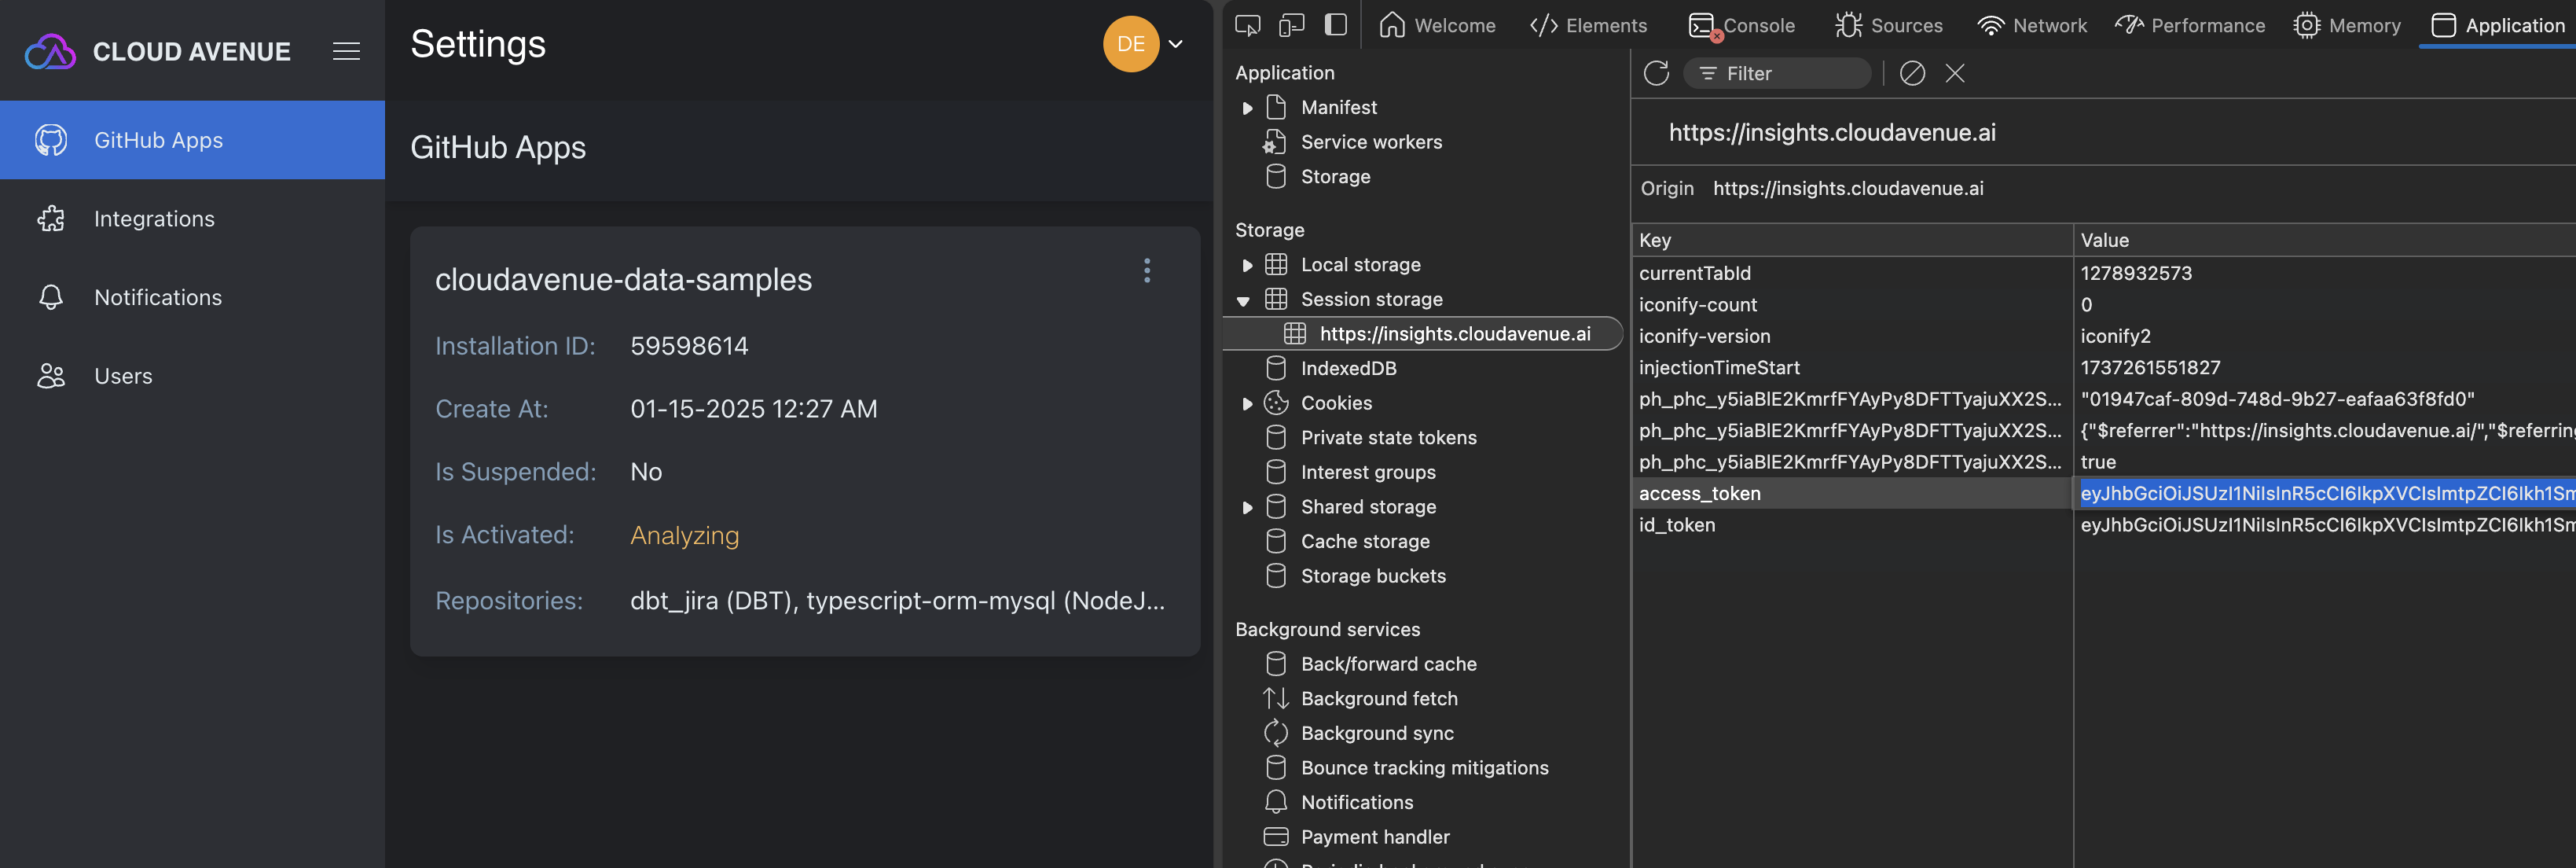 CLOUD AVENUE
GitHub Apps
Integrations
Notifications
Users
Settings
DE
GitHub Apps
cloudavenue-data-samples
Installation ID: 59598614
Create At: 01-15-2025 12:27 AM
Is Suspended: No
Is Activated: Analyzing
Repositories: dbt_jira (DBT), typescript-orm-mysql (NodeJ...
Welcome Elements Console Sources Network Performance Memory Application
Application
Manifest
Service workers
Storage
Storage
Local storage
Session storage
https://insights.cloudavenue.ai
IndexedDB
Cookies
Private state tokens
Interest groups
Shared storage
Cache storage
Storage buckets
Background services
Back/forward cache
Background fetch
Background sync
Bounce tracking mitigations
Notifications
Payment handler
Filter
https://insights.cloudavenue.ai
Origin https://insights.cloudavenue.ai
Key Value
currentTabId 1278932573
iconify-count 0
iconify-version iconify2
injectionTimeStart 1737261551827
ph_phc_y5iaBlE2KmrfFYAyPy8DFTTyajuXX2S... "01947caf-809d-748d-9b27-eafaa63f8fd0"
ph_phc_y5iaBlE2KmrfFYAyPy8DFTTyajuXX2S... {"$referrer":"https://insights.cloudavenue.ai/","$referring
ph_phc_y5iaBlE2KmrfFYAyPy8DFTTyajuXX2S... true
access_token eyJhbGciOiJSUzI1NiIsInR5cCI6IkpXVCIsImtpZCI6Ikh1Sm
id_token eyJhbGciOiJSUzI1NiIsInR5cCI6IkpXVCIsImtpZCI6Ikh1Sm